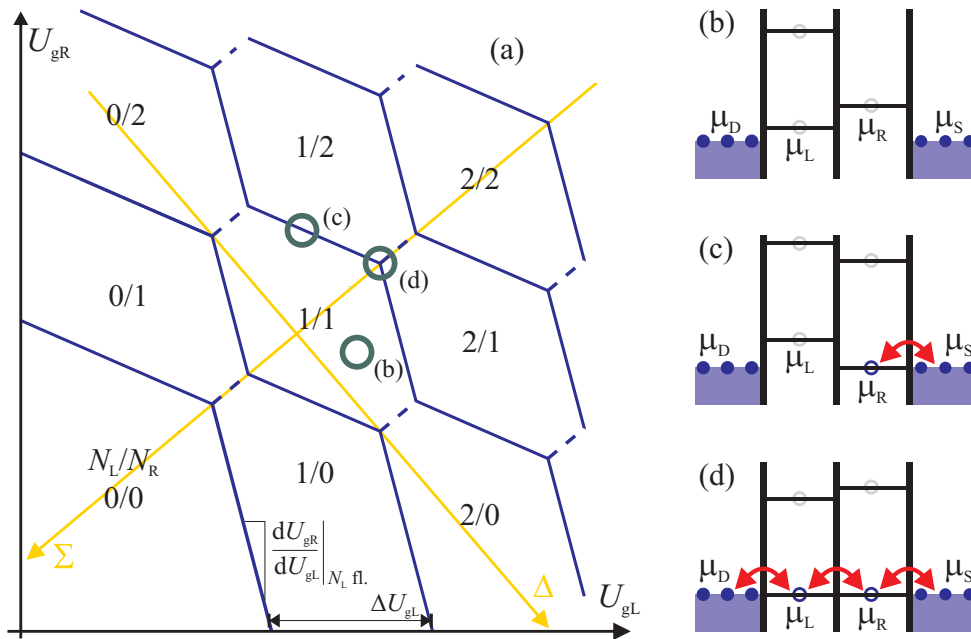 U_gR
(a)
0/2
1/2
2/2
(c)
(d)
0/1
1/1
2/1
(b)
N_L/N_R
0/0
1/0
2/0
Σ
dU_gR
dU_gL
N_L fl.
ΔU_gL
Δ
U_gL
(b)
μ_D
μ_L
μ_R
μ_S
(c)
μ_D
μ_L
μ_R
μ_S
(d)
μ_D
μ_L
μ_R
μ_S